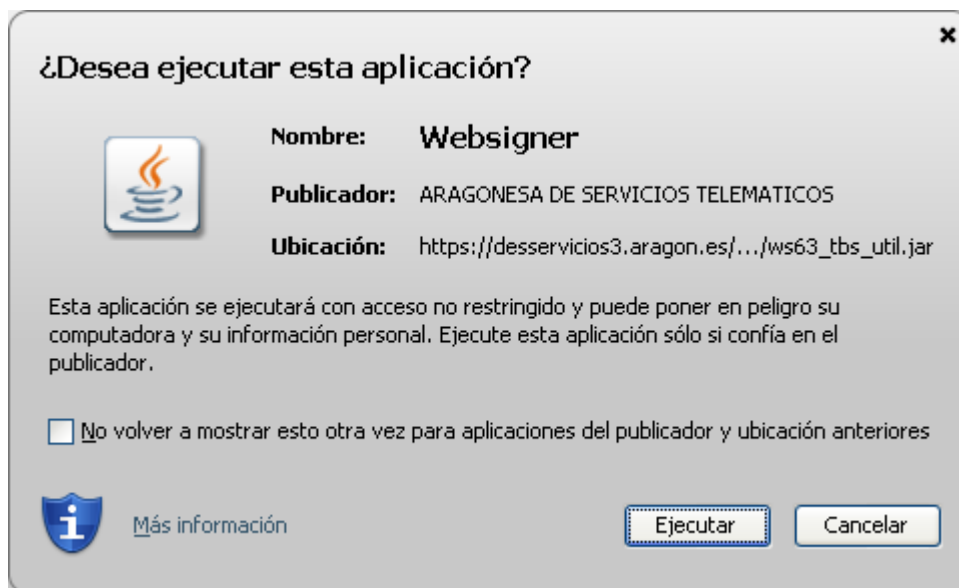 ¿Desea ejecutar esta aplicación?
Nombre: Websigner
Publicador: ARAGONESA DE SERVICIOS TELEMATICOS
Ubicación: https://desservicios3.aragon.es/.../ws63_tbs_util.jar
Esta aplicación se ejecutará con acceso no restringido y puede poner en peligro su
computadora y su información personal. Ejecute esta aplicación sólo si confía en el
publicador.
No volver a mostrar esto otra vez para aplicaciones del publicador y ubicación anteriores
Más información
Ejecutar
Cancelar